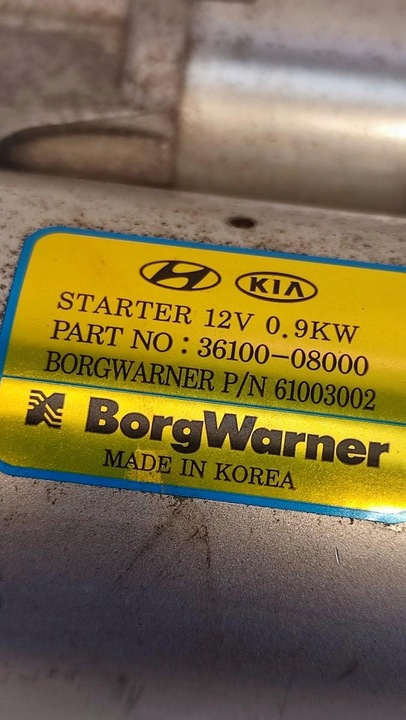 KIA
STARTER 12V 0.9KW
PART NO : 36100-08000
BORGWARNER P/N 61003002
BorgWarner
MADE IN KOREA